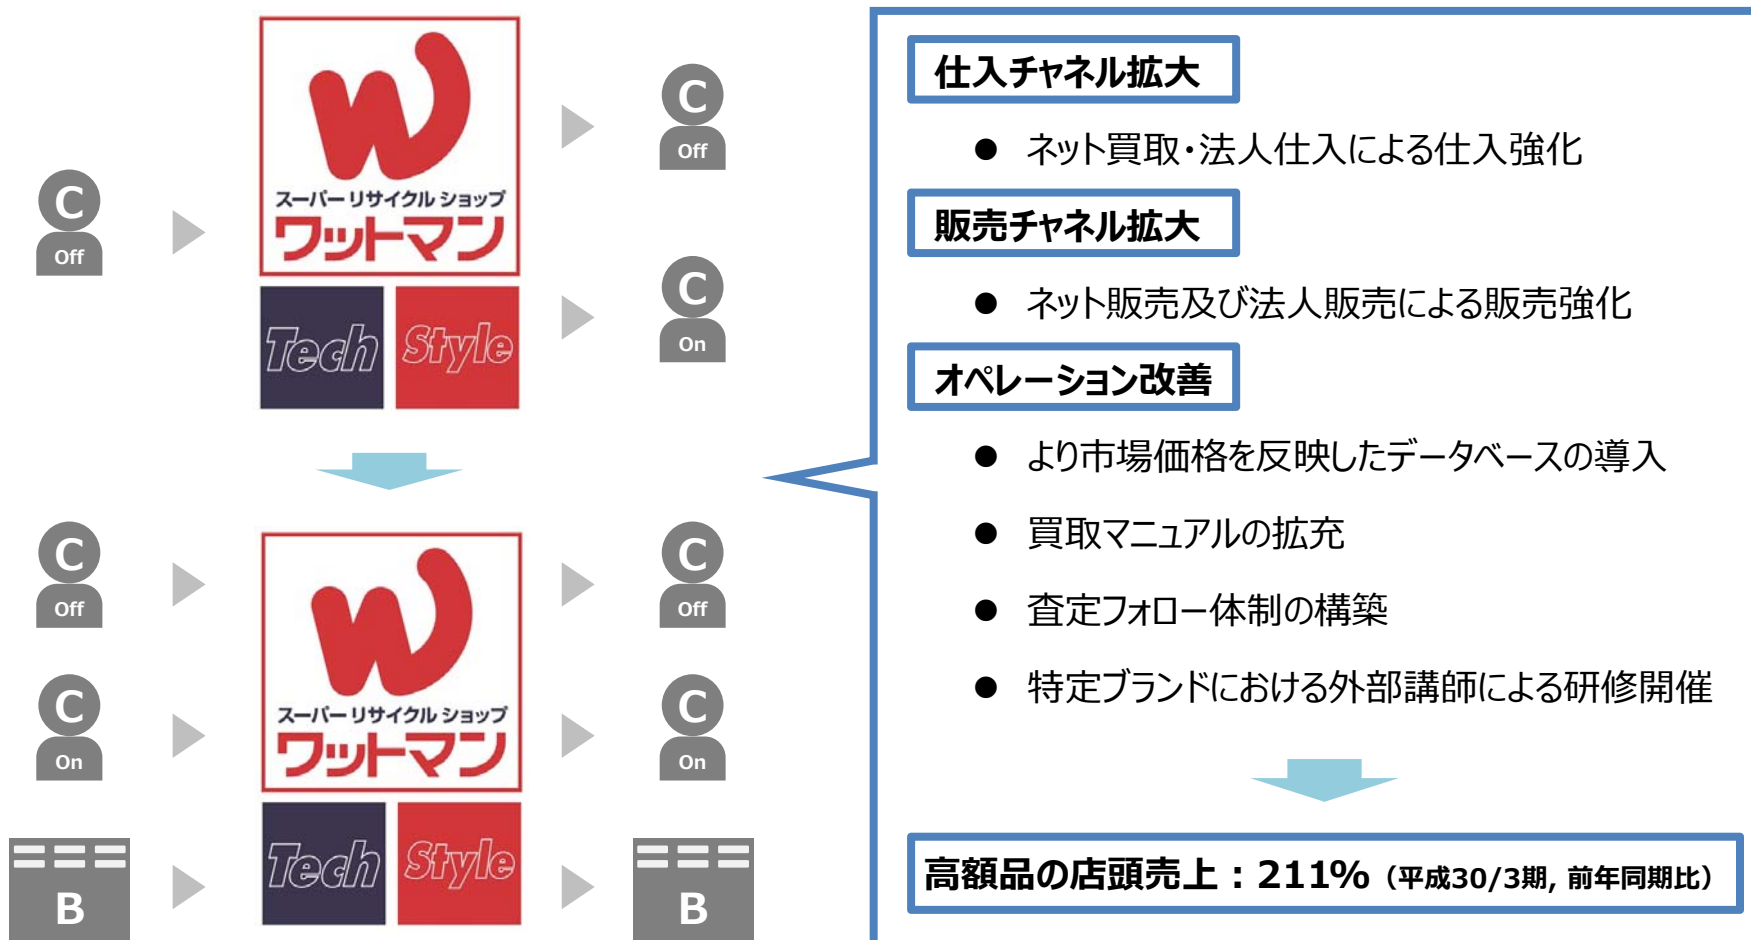 C
Off
スーパー リサイクル ショップ
ワットマン
Tech Style
C
Off
C
On
C
Off
C
On
B
スーパー リサイクル ショップ
ワットマン
Tech Style
C
Off
C
On
B
仕入チャネル拡大
● ネット買取・法人仕入による仕入強化
販売チャネル拡大
● ネット販売及び法人販売による販売強化
オペレーション改善
● より市場価格を反映したデータベースの導入
● 買取マニュアルの拡充
● 査定フォロー体制の構築
● 特定ブランドにおける外部講師による研修開催
高額品の店頭売上：211%（平成30/3期, 前年同期比）